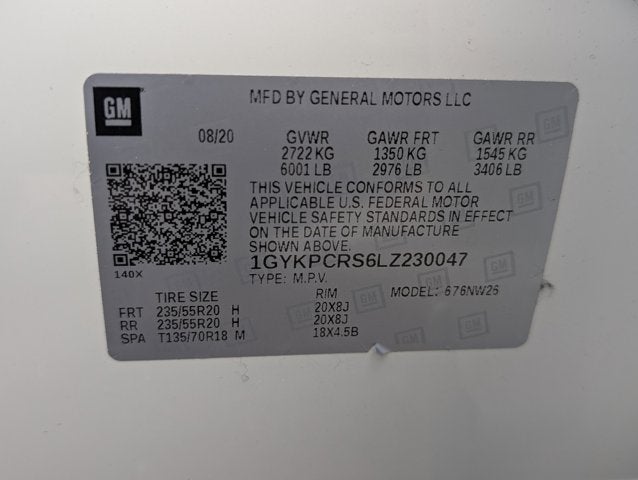 GM
MFD BY GENERAL MOTORS LLC
08/20 GVWR GAWR FRT GAWR RR
2722 KG 1350 KG 1545 KG
6001 LB 2976 LB 3406 LB
THIS VEHICLE CONFORMS TO ALL
APPLICABLE U.S. FEDERAL MOTOR
VEHICLE SAFETY STANDARDS IN EFFECT
ON THE DATE OF MANUFACTURE
SHOWN ABOVE.
140X
1GYKPCRS6LZ230047
TYPE: M.P.V. MODEL: 676NW26
TIRE SIZE RIM
FRT 235/55R20 H 20X8J
RR 235/55R20 H 20X8J
SPA T135/70R18 M 18X4.5B